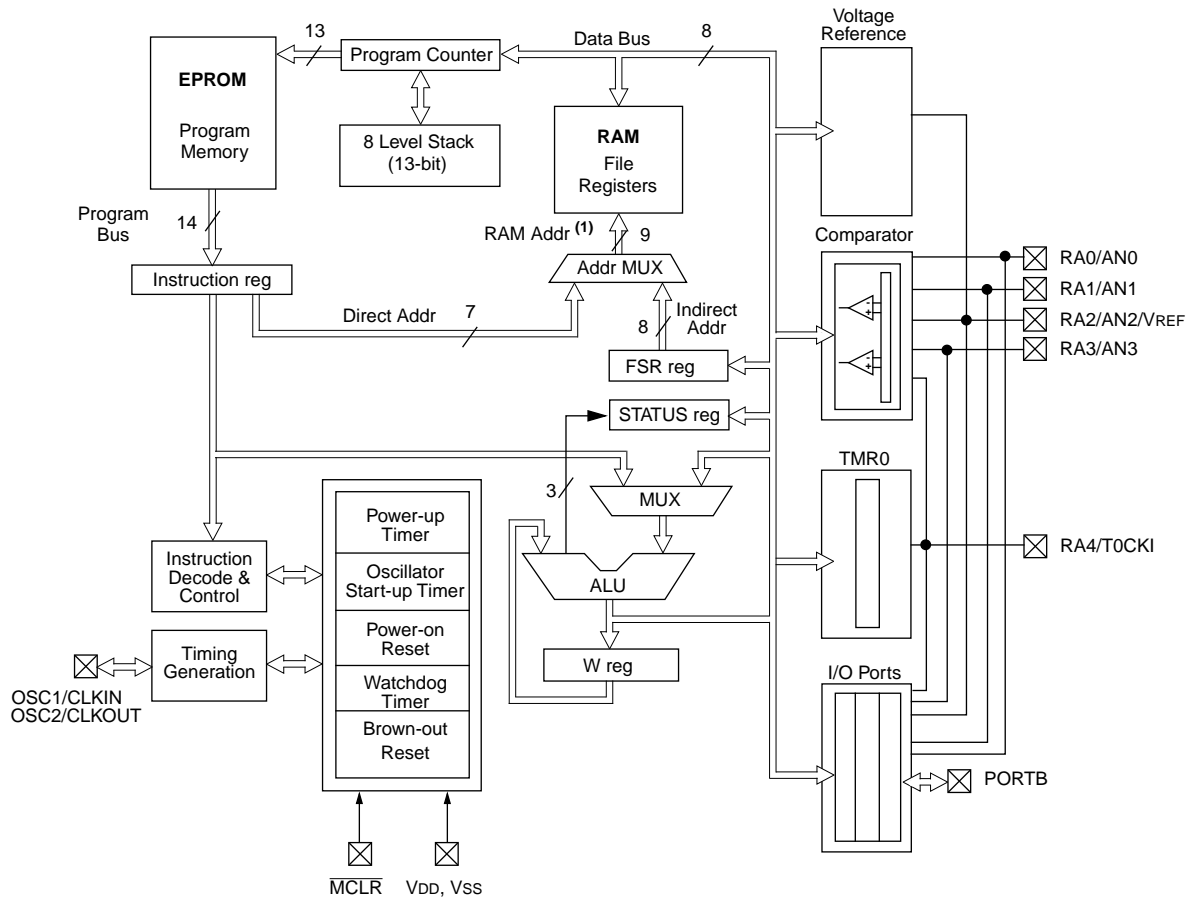 Voltage
Reference
13
Program Counter
Data Bus
8
EPROM
Program
Memory
8 Level Stack
(13-bit)
RAM
File
Registers
Program
Bus
14
RAM Addr (1)
9
Comparator
Instruction reg
Addr MUX
Direct Addr
7
Indirect
Addr
8
- +
- +
RA0/AN0
RA1/AN1
RA2/AN2/VREF
RA3/AN3
FSR reg
STATUS reg
TMR0
3
MUX
Power-up
Timer
Instruction
Decode &
Control
Oscillator
Start-up Timer
ALU
RA4/T0CKI
Power-on
Reset
Timing
Generation
W reg
I/O Ports
Watchdog
Timer
OSC1/CLKIN
OSC2/CLKOUT
Brown-out
Reset
PORTB
MCLR
VDD, VSS